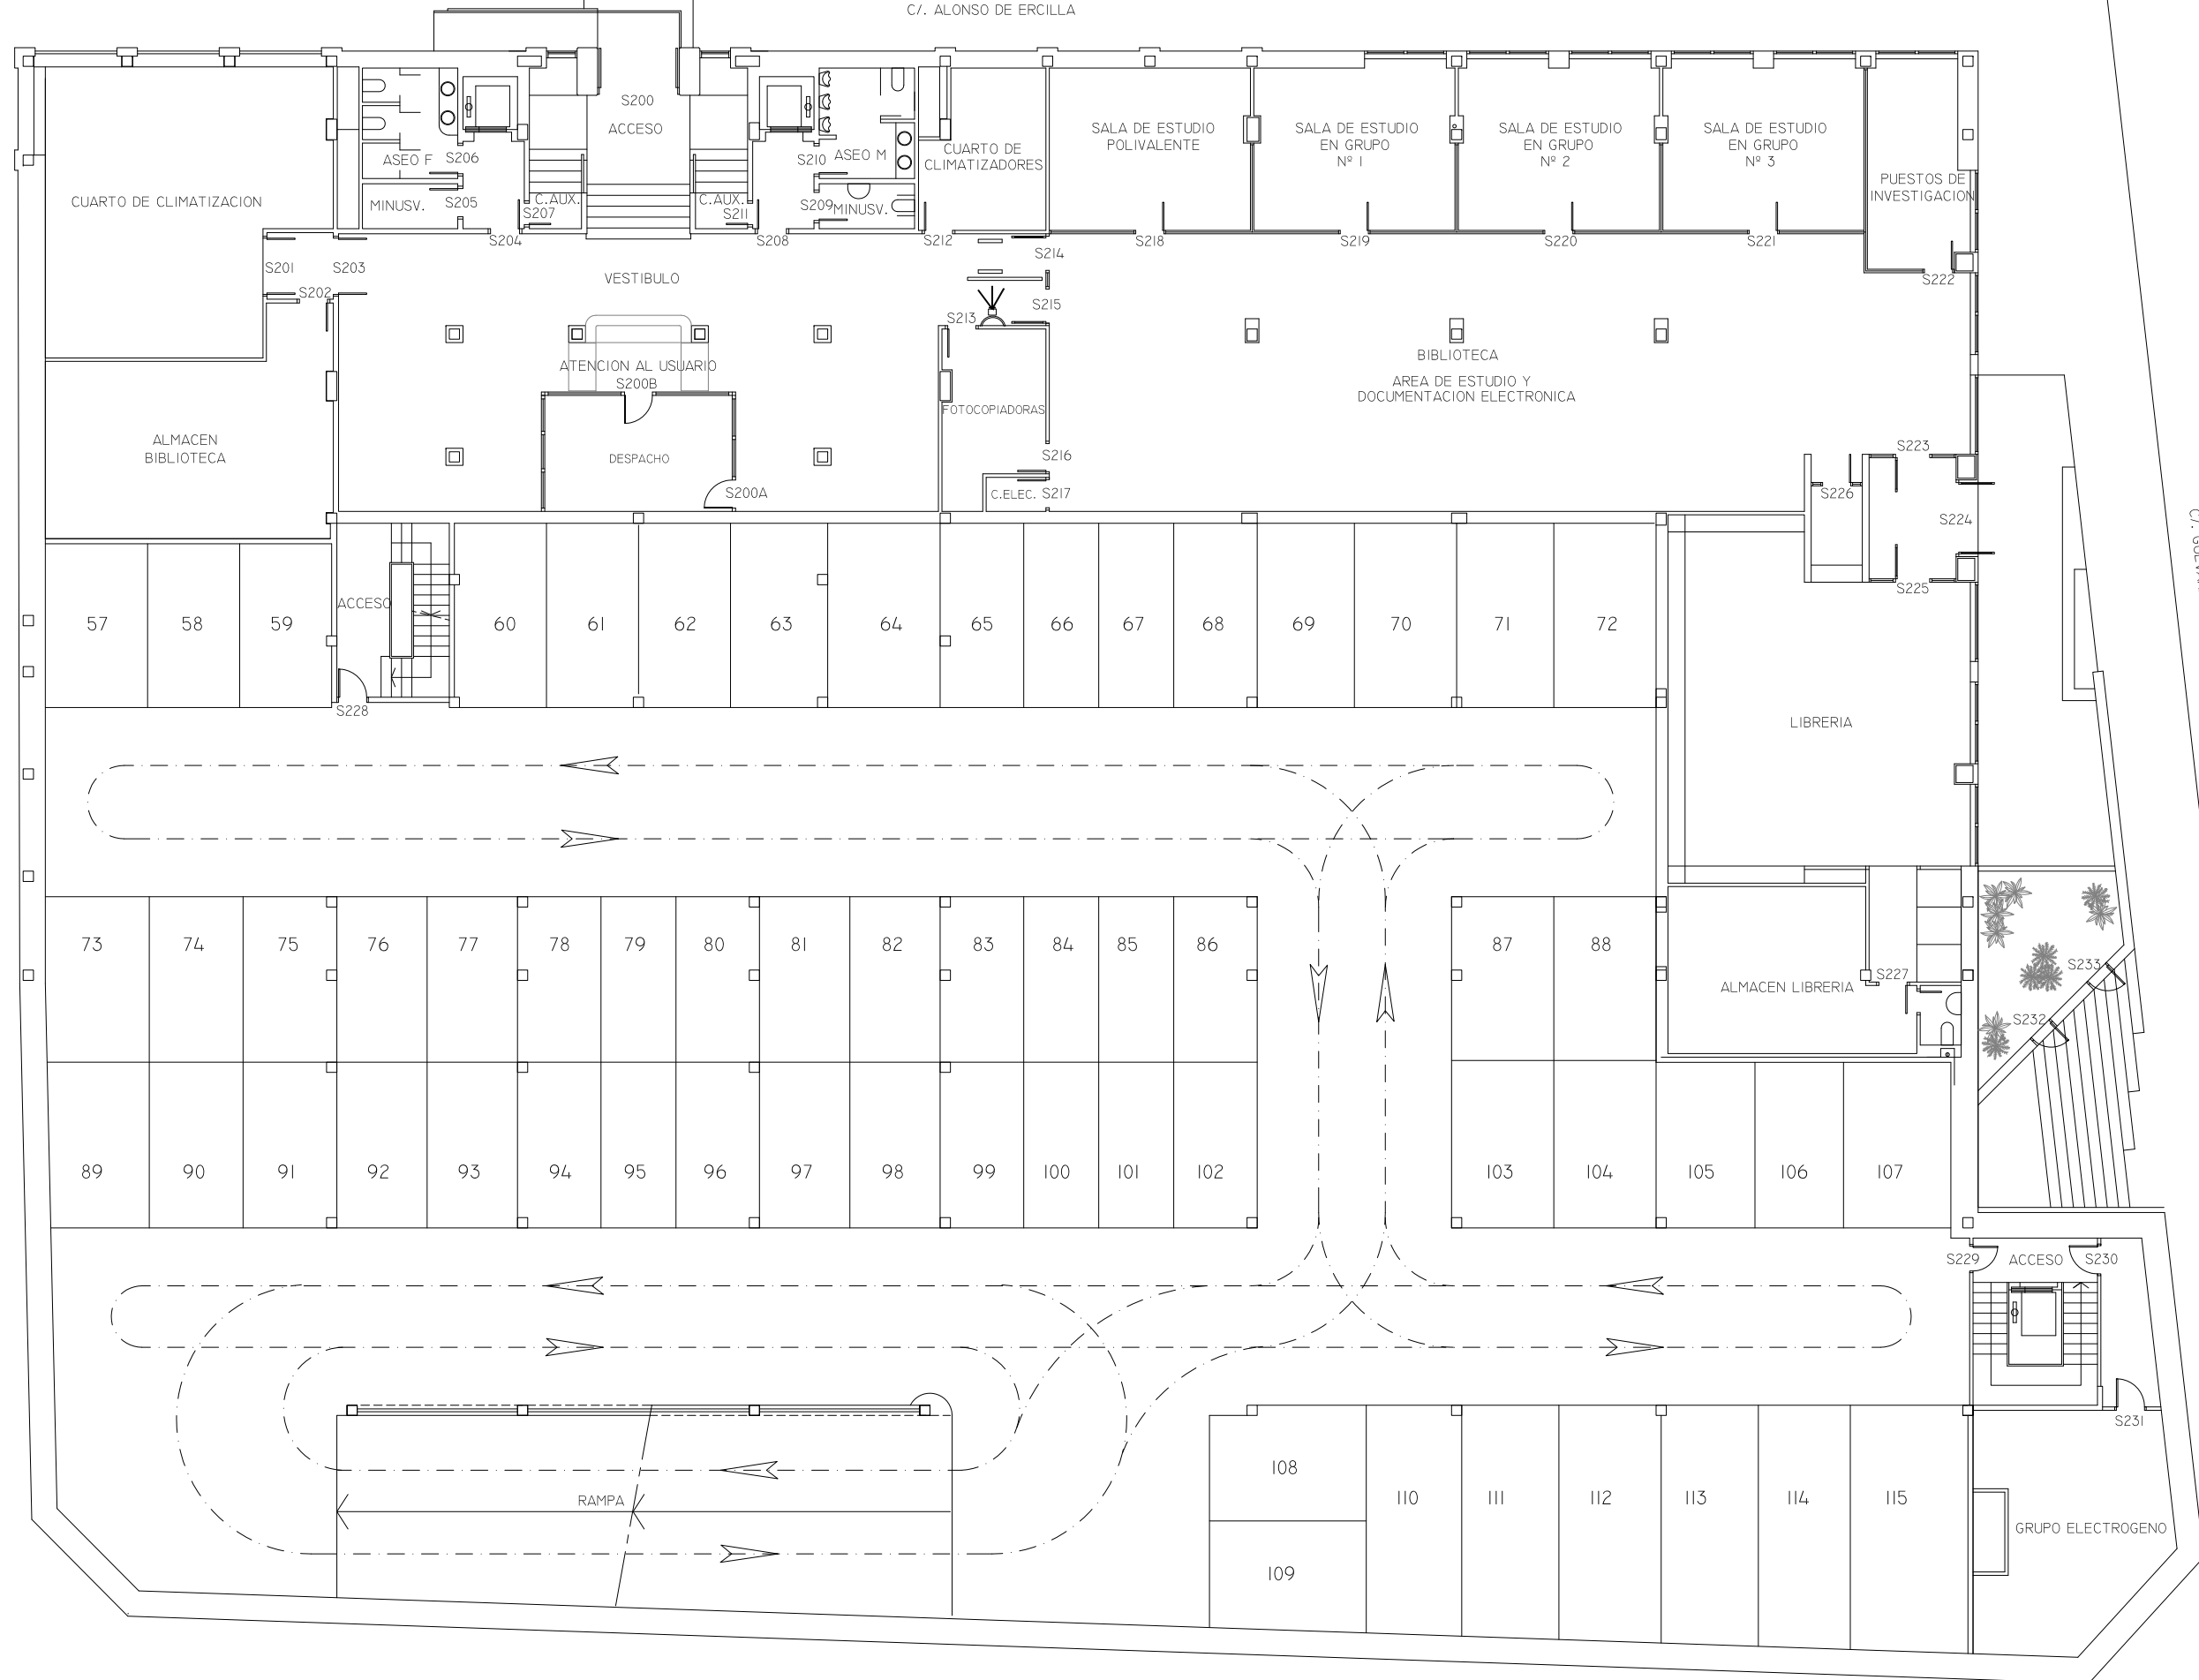 C/. ALONSO DE ERCILLA
S200
ACCESO
SALA DE ESTUDIO
POLIVALENTE
SALA DE ESTUDIO
EN GRUPO
Nº 1
SALA DE ESTUDIO
EN GRUPO
Nº 2
SALA DE ESTUDIO
EN GRUPO
Nº 3
CUARTO DE
CLIMATIZADORES
ASEO F
S206
S210
ASEO M
PUESTOS DE
INVESTIGACION
CUARTO DE CLIMATIZACION
MINUSV.
S205
C.AUX.
S207
C.AUX.
S211
S209
MINUSV.
S204
S208
S212
S218
S219
S220
S221
S214
S201
S203
VESTIBULO
S222
S202
S215
S213
BIBLIOTECA
AREA DE ESTUDIO Y
DOCUMENTACION ELECTRONICA
ATENCION AL USUARIO
S200B
FOTOCOPIADORAS
ALMACEN
BIBLIOTECA
DESPACHO
S216
S223
S200A
C.ELEC.
S217
S226
S224
S225
ACCESO
57
58
59
60
61
62
63
64
65
66
67
68
69
70
71
72
S228
LIBRERIA
73
74
75
76
77
78
79
80
81
82
83
84
85
86
87
88
S233
S227
ALMACEN LIBRERIA
S232
89
90
91
92
93
94
95
96
97
98
99
100
101
102
103
104
105
106
107
S229
ACCESO
S230
S231
108
RAMPA
110
111
112
113
114
115
GRUPO ELECTROGENO
109